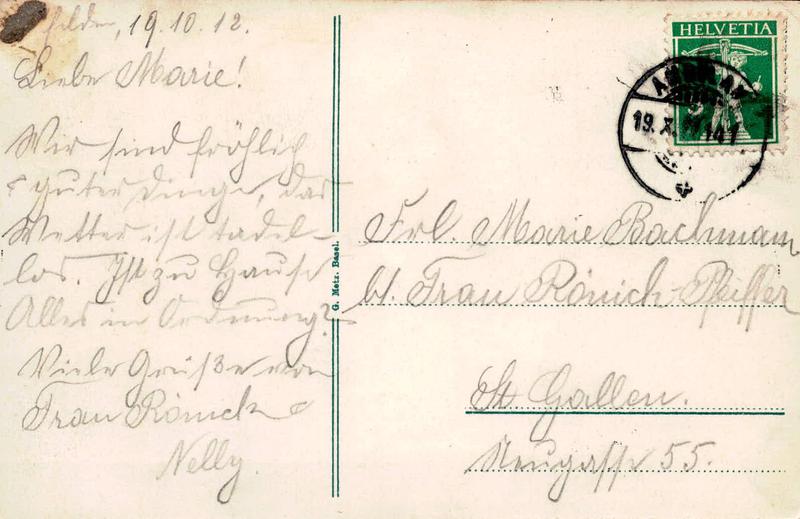 felden, 19.10.12.
Liebe Marie!
Wir sind fröhlich
guter Dinge, das
Wetter ist tadel-
los. Ist zu Hause
Alles in Ordnung?
Viele Grüße von
Frau Rönick
Nelly.
G. Metz, Basel.
HELVETIA
19.X.
Frl. Marie Bachmann
b/. Frau Rönick-Pfeiffer
St. Gallen.
Neugasse 55.